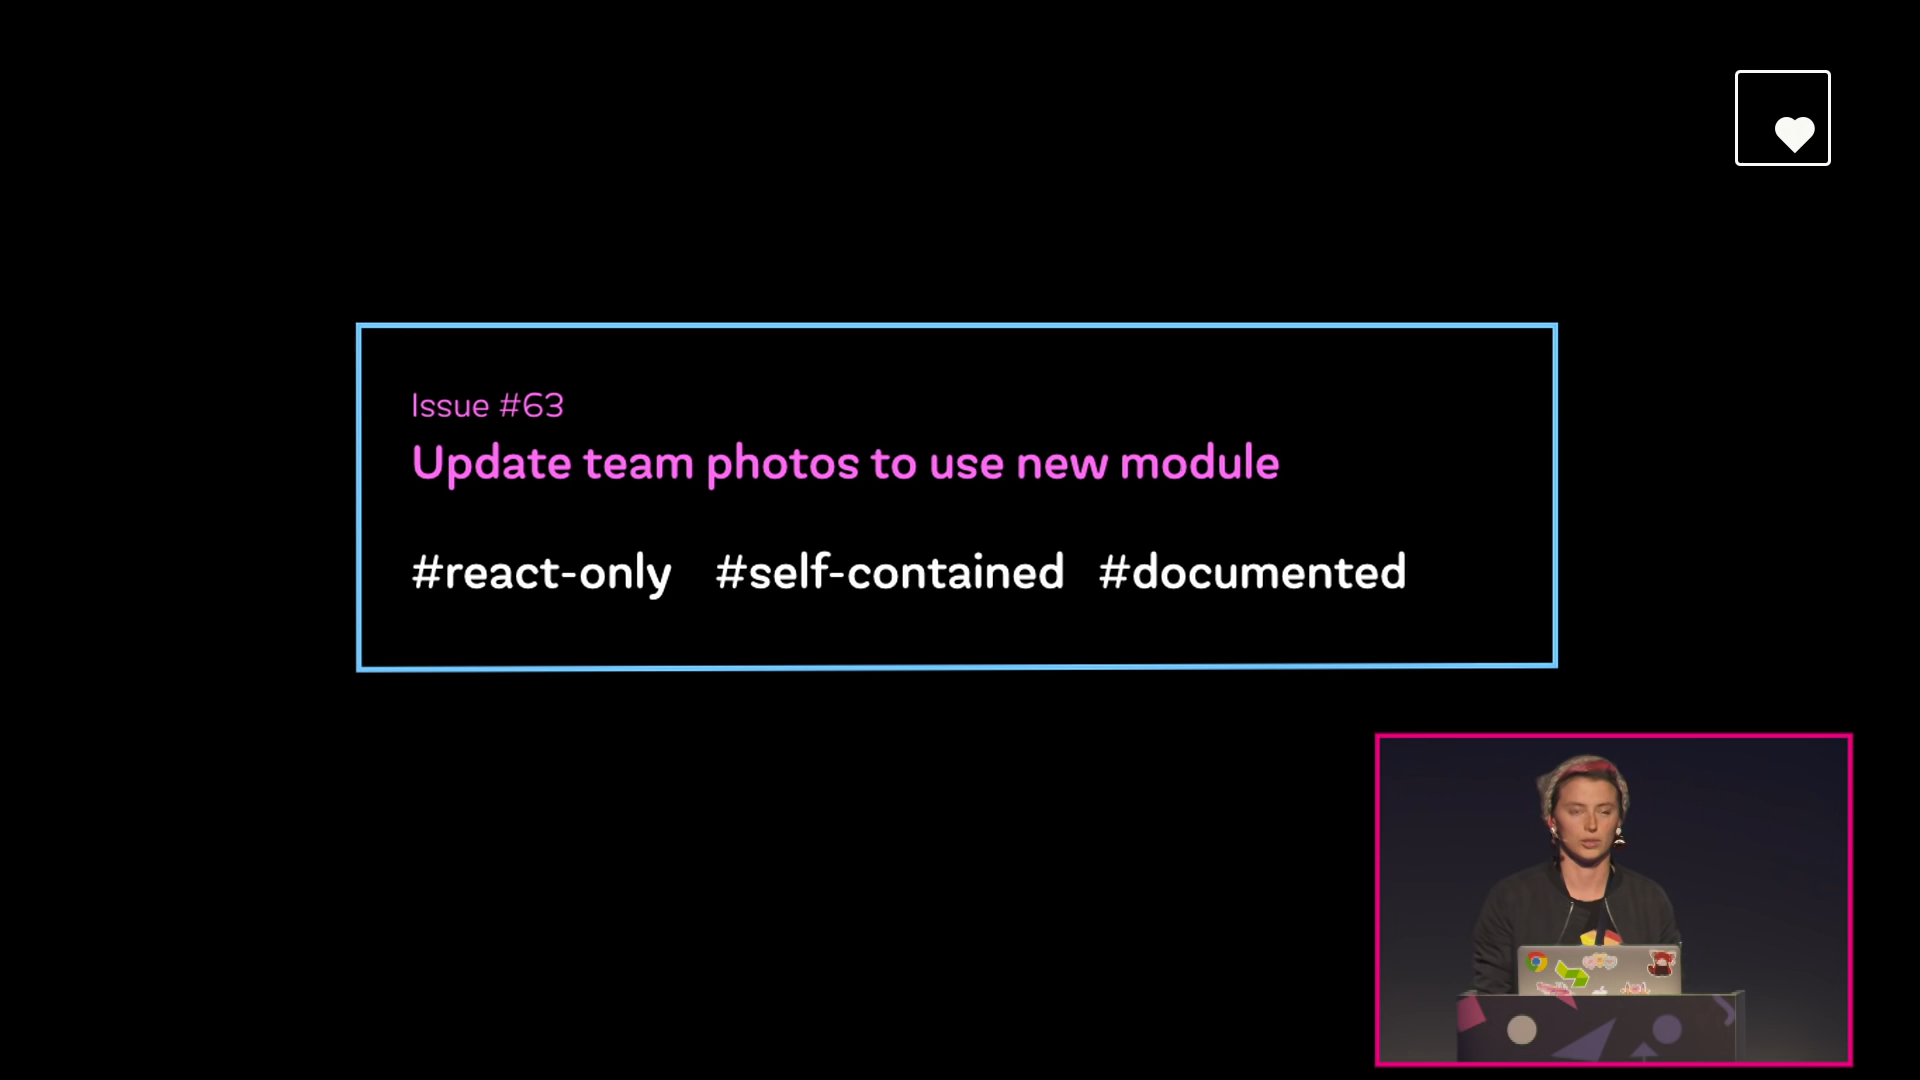 Issue #63
Update team photos to use new module
#react-only #self-contained #documented